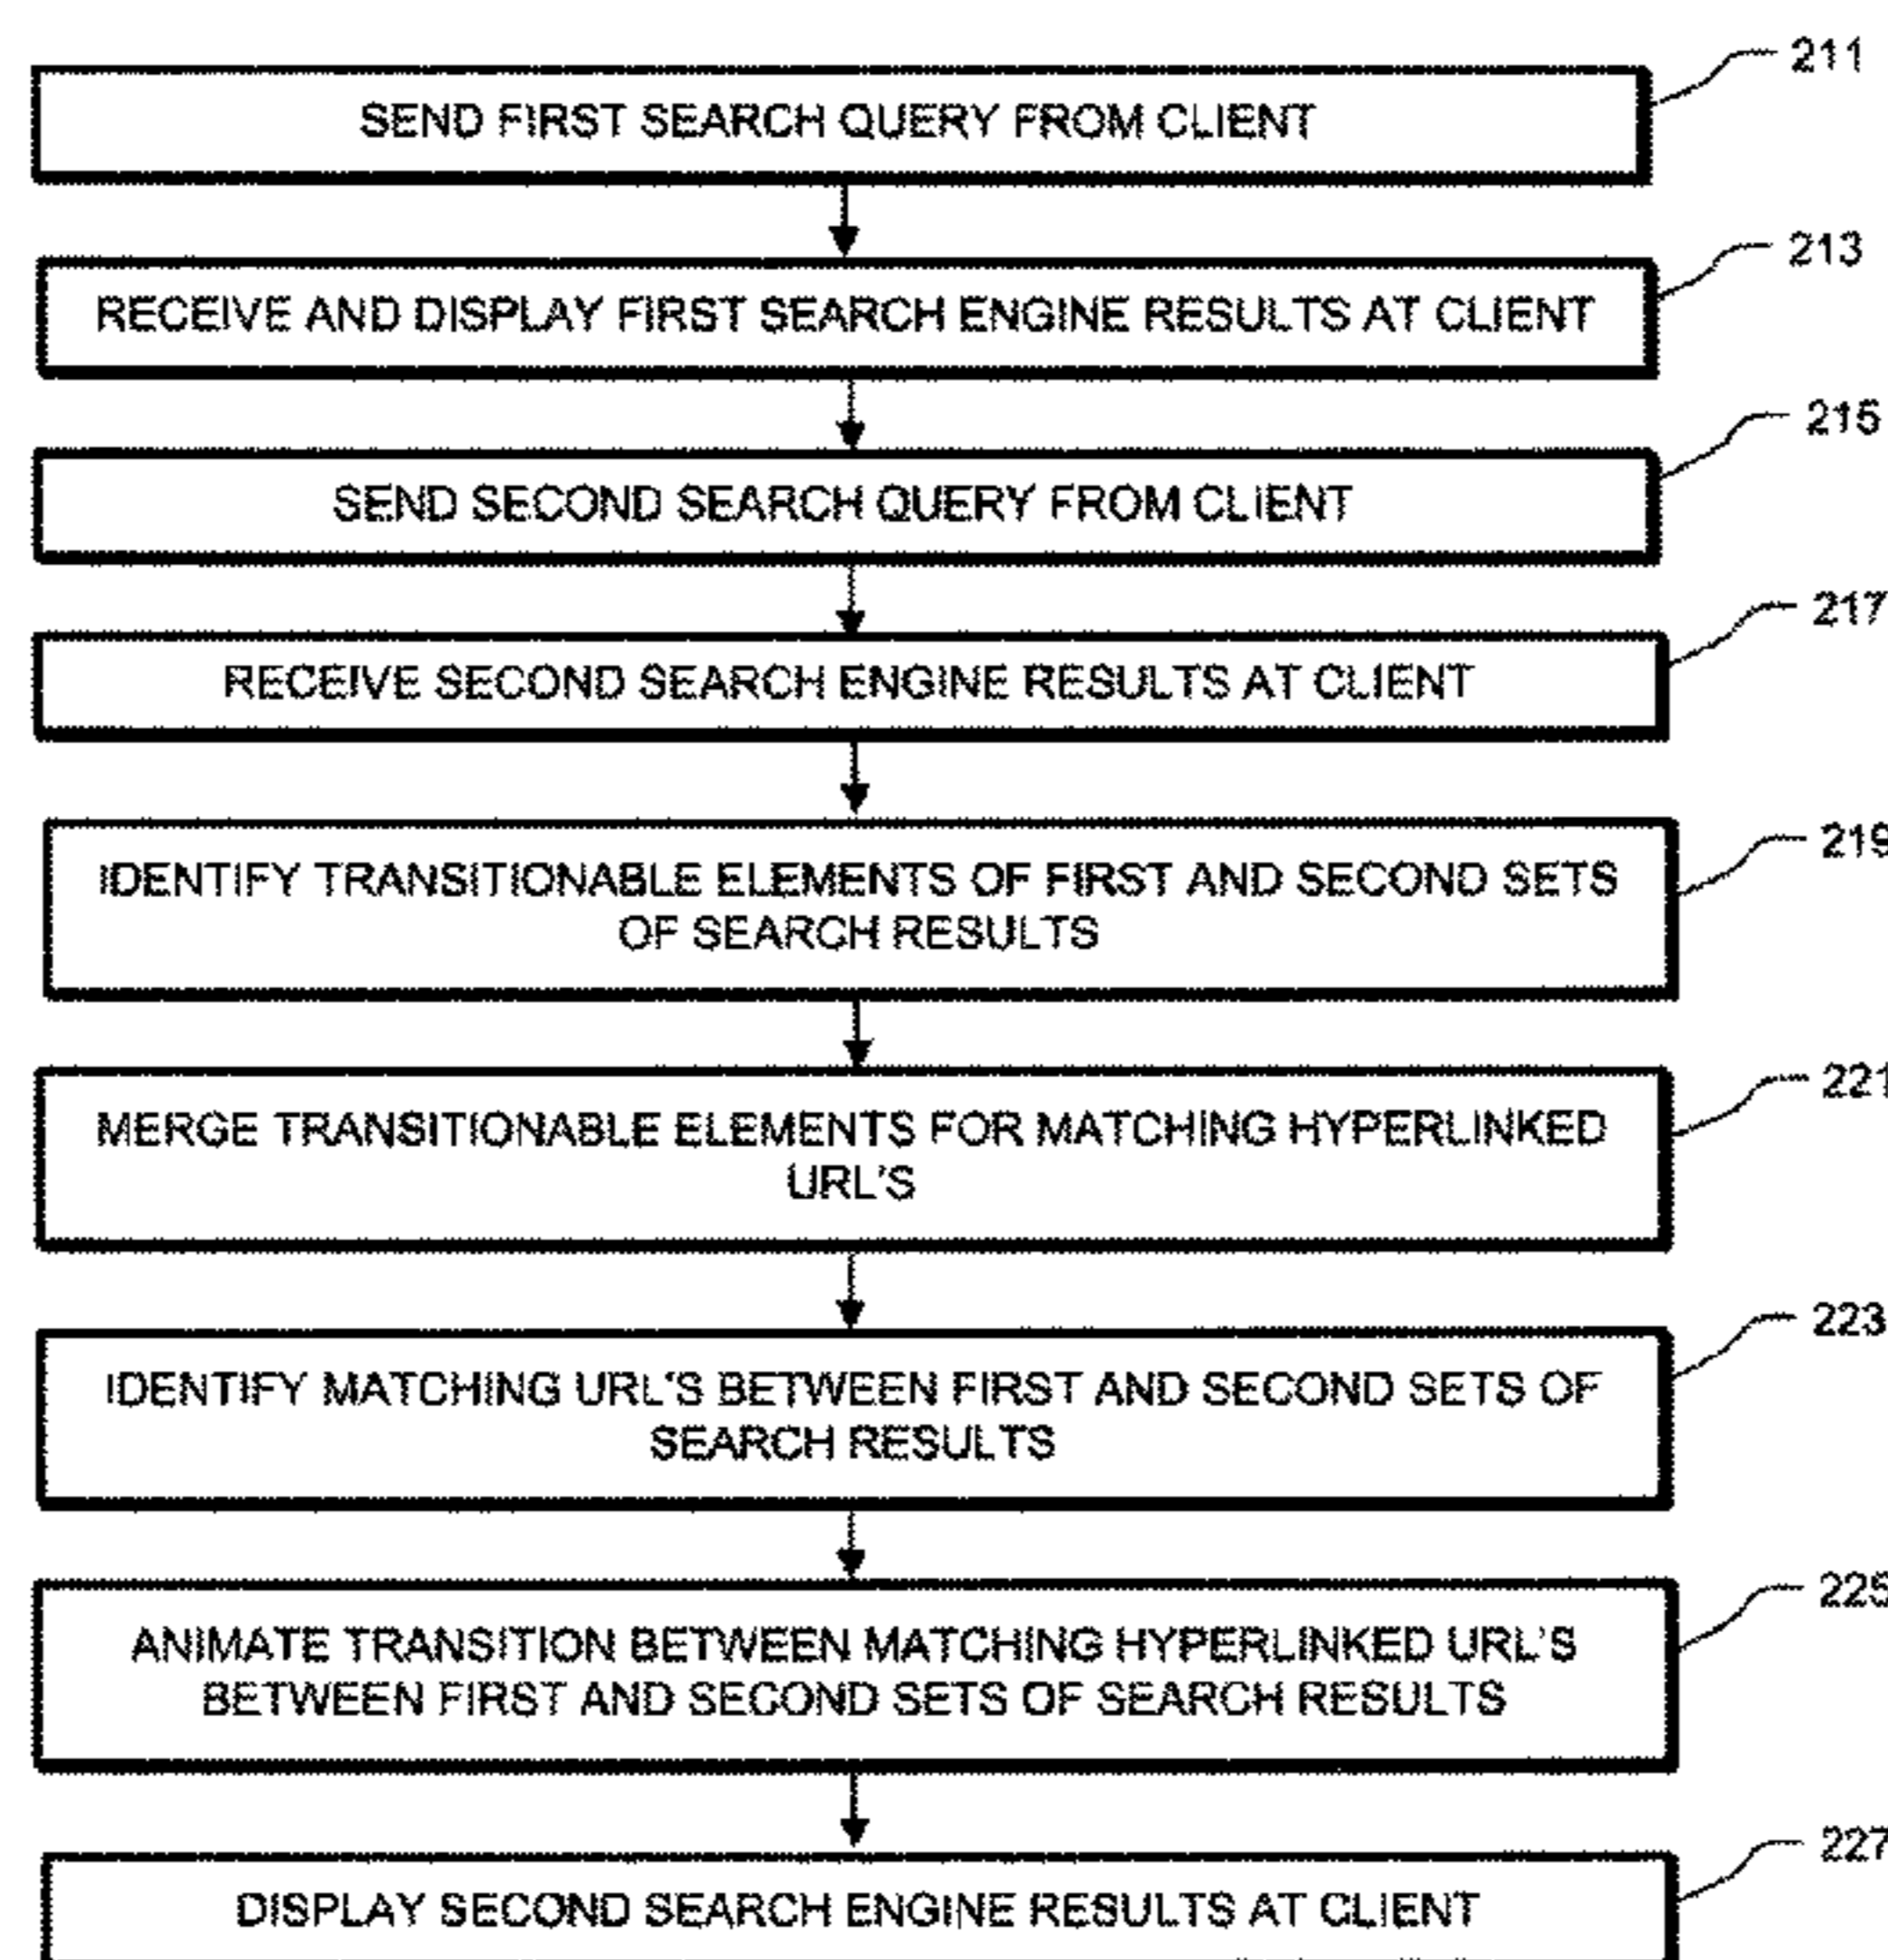 211
SEND FIRST SEARCH QUERY FROM CLIENT
213
RECEIVE AND DISPLAY FIRST SEARCH ENGINE RESULTS AT CLIENT
215
SEND SECOND SEARCH QUERY FROM CLIENT
217
RECEIVE SECOND SEARCH ENGINE RESULTS AT CLIENT
219
IDENTIFY TRANSITIONABLE ELEMENTS OF FIRST AND SECOND SETS
OF SEARCH RESULTS
221
MERGE TRANSITIONABLE ELEMENTS FOR MATCHING HYPERLINKED
URL'S
223
IDENTIFY MATCHING URL'S BETWEEN FIRST AND SECOND SETS OF
SEARCH RESULTS
225
ANIMATE TRANSITION BETWEEN MATCHING HYPERLINKED URL'S
BETWEEN FIRST AND SECOND SETS OF SEARCH RESULTS
227
DISPLAY SECOND SEARCH ENGINE RESULTS AT CLIENT